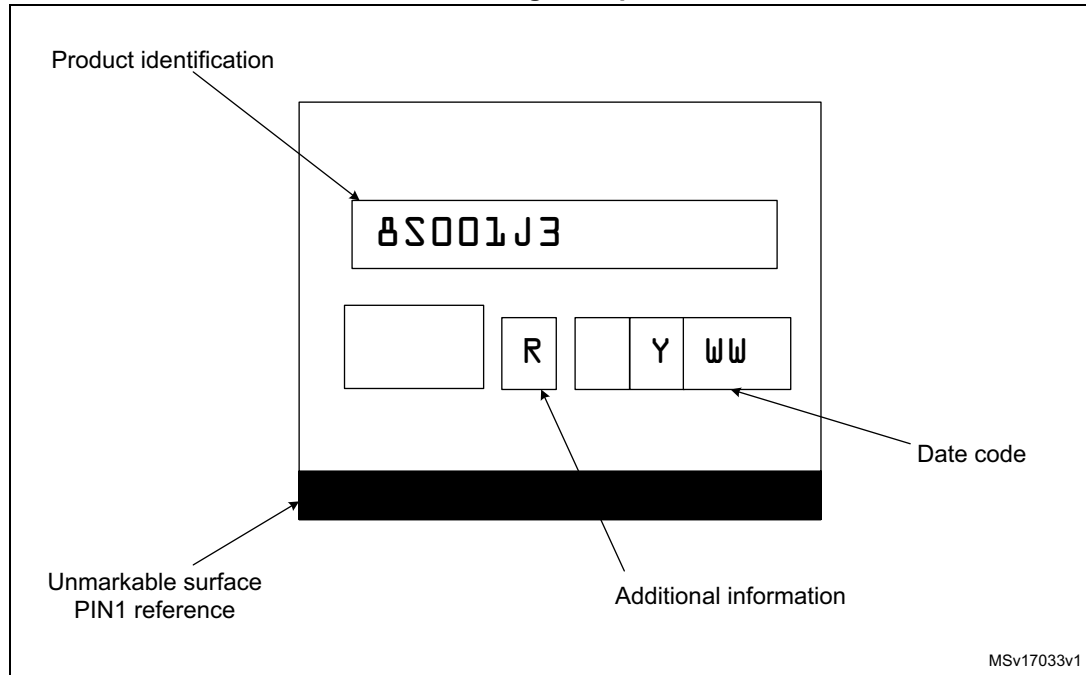 Product identification
8S001J3
R Y WW
Date code
Unmarkable surface
PIN1 reference
Additional information
MSv17033v1